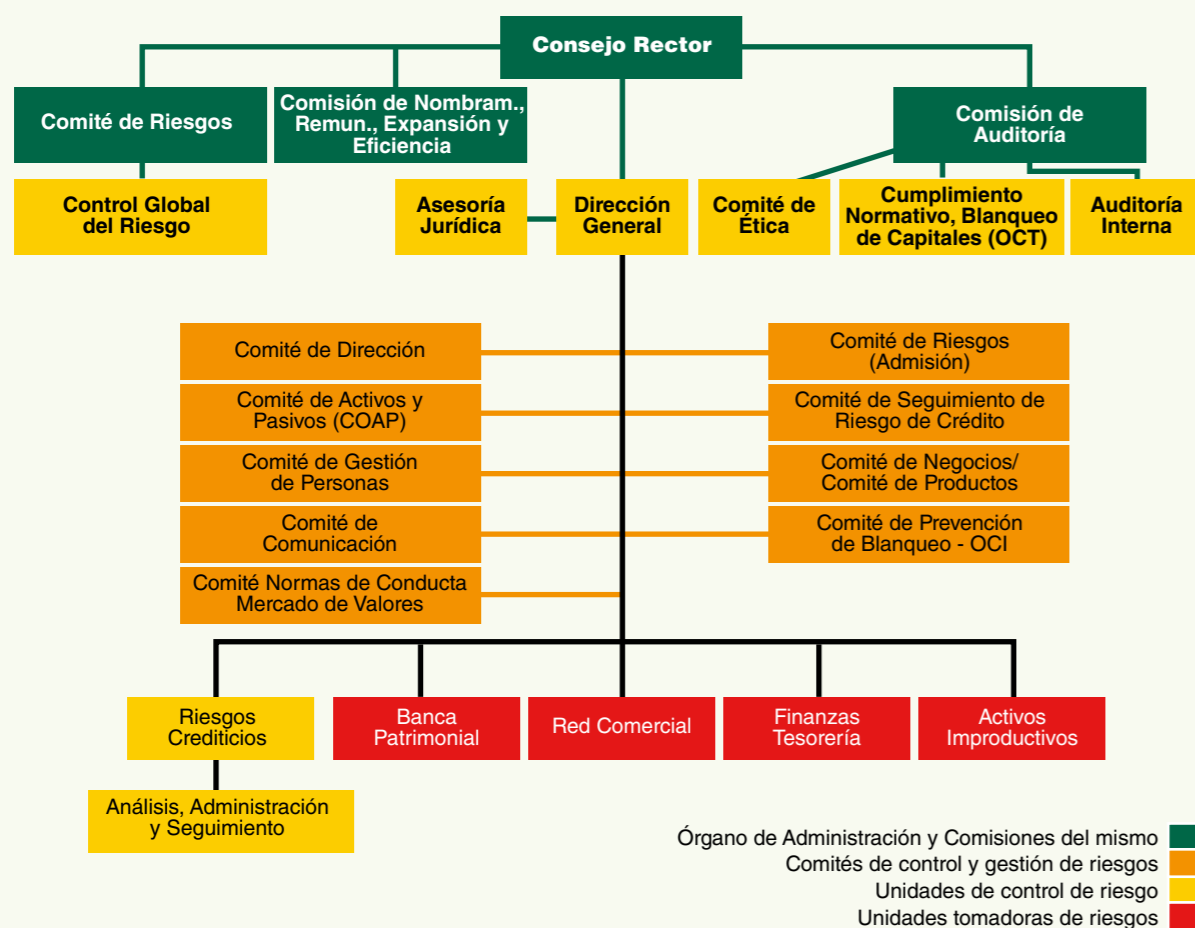 Consejo Rector
Comité de Riesgos
Comisión de Nombram.,
Remun., Expansión y
Eficiencia
Comisión de
Auditoría
Control Global
del Riesgo
Asesoría
Jurídica
Dirección
General
Comité de
Ética
Cumplimiento
Normativo, Blanqueo
de Capitales (OCT)
Auditoría
Interna
Comité de Dirección
Comité de Riesgos
(Admisión)
Comité de Activos y
Pasivos (COAP)
Comité de Seguimiento de
Riesgo de Crédito
Comité de Gestión
de Personas
Comité de Negocios/
Comité de Productos
Comité de
Comunicación
Comité de Prevención
de Blanqueo - OCI
Comité Normas de Conducta
Mercado de Valores
Riesgos
Crediticios
Banca
Patrimonial
Red Comercial
Finanzas
Tesorería
Activos
Improductivos
Análisis, Administración
y Seguimiento
Órgano de Administración y Comisiones del mismo
Comités de control y gestión de riesgos
Unidades de control de riesgo
Unidades tomadoras de riesgos